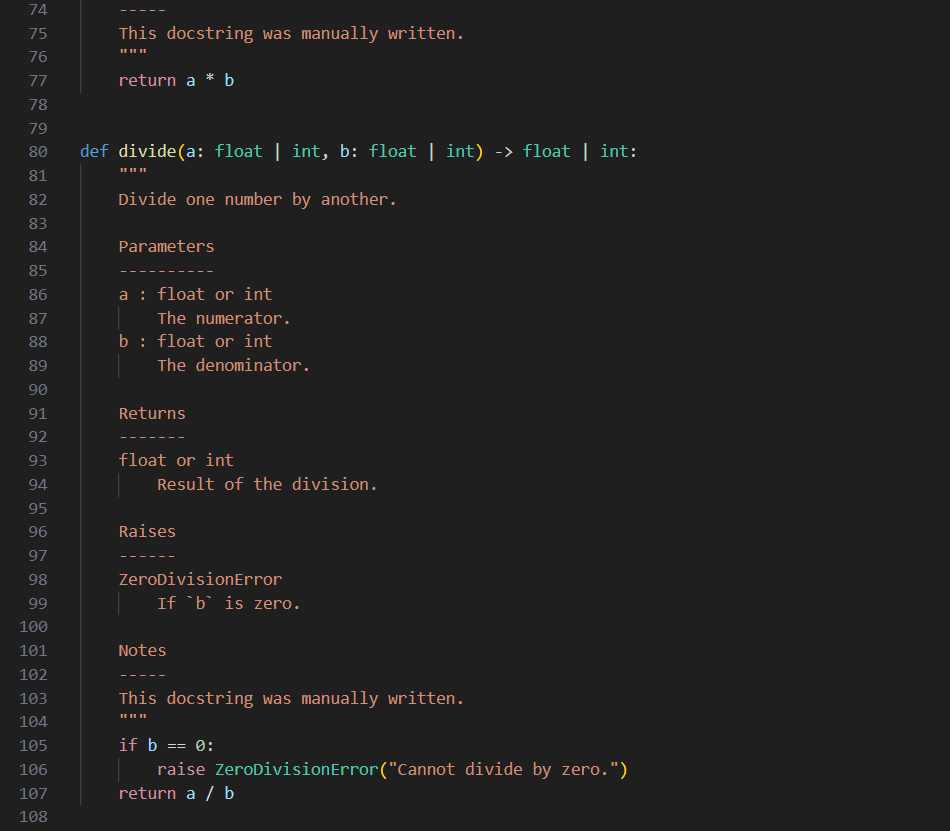 74 -----
75 This docstring was manually written.
76 """
77 return a * b
78
79
80 def divide(a: float | int, b: float | int) -> float | int:
81 """
82 Divide one number by another.
83
84 Parameters
85 ----------
86 a : float or int
87 The numerator.
88 b : float or int
89 The denominator.
90
91 Returns
92 -------
93 float or int
94 Result of the division.
95
96 Raises
97 ------
98 ZeroDivisionError
99 If `b` is zero.
100
101 Notes
102 -----
103 This docstring was manually written.
104 """
105 if b == 0:
106 raise ZeroDivisionError("Cannot divide by zero.")
107 return a / b
108